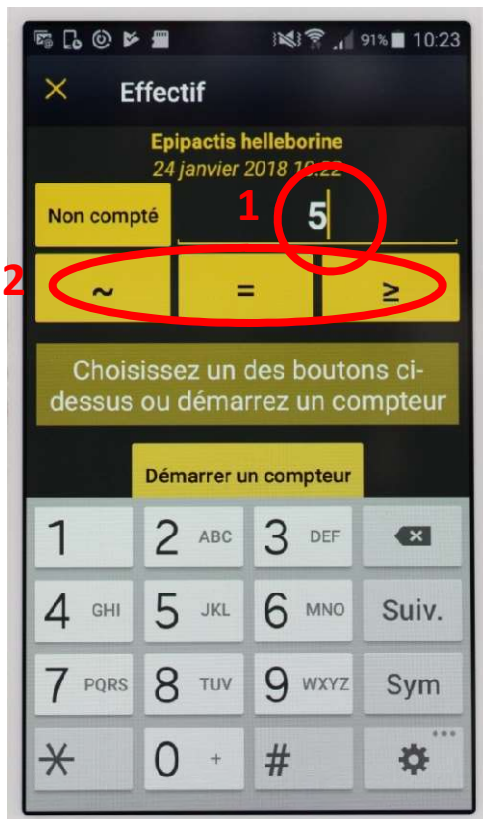 91% 10:23
Effectif
Epipactis helleborine
24 janvier 2018 10:22
Non compté
1
5
2
~ = ≥
Choisissez un des boutons ci-
dessus ou démarrez un compteur
Démarrer un compteur
1 2 ABC 3 DEF
4 GHI 5 JKL 6 MNO Suiv.
7 PQRS 8 TUV 9 WXYZ Sym
* 0 + #